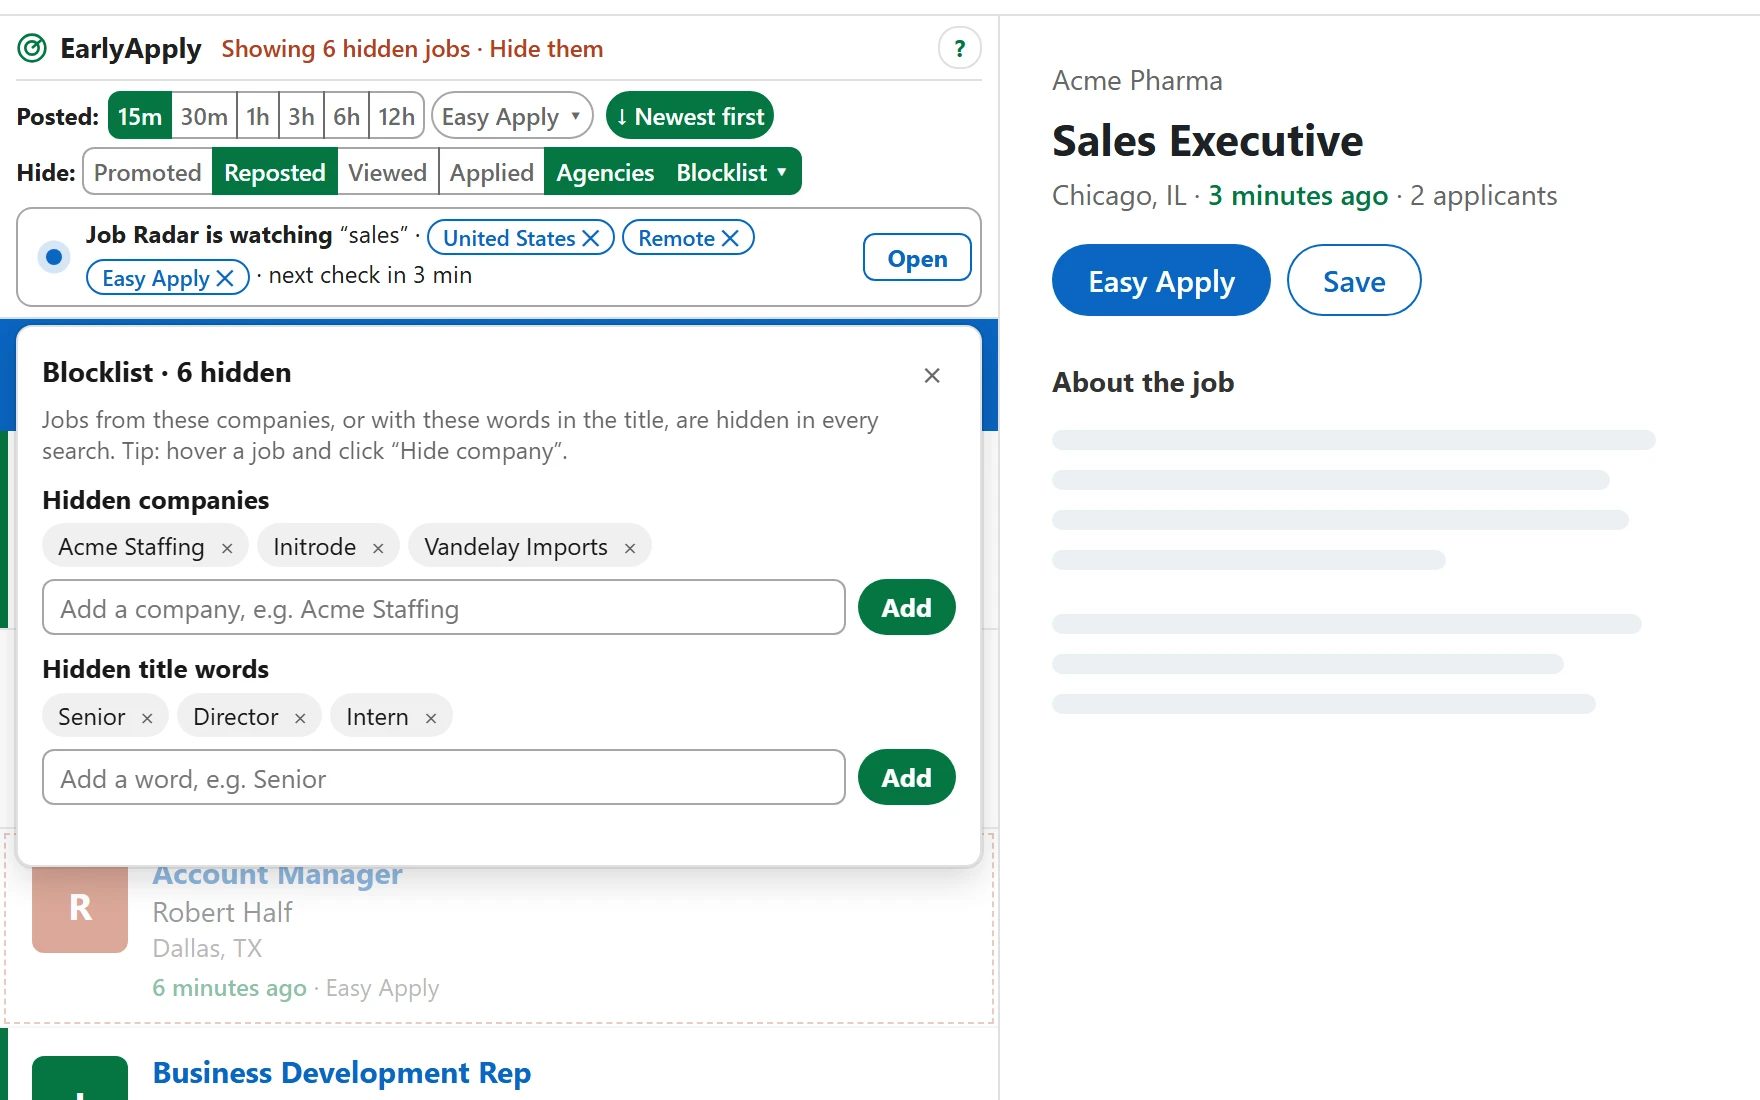 EarlyApply Showing 6 hidden jobs · Hide them ?
Posted: 15m 30m 1h 3h 6h 12h Easy Apply ▾ ↓ Newest first
Hide: Promoted Reposted Viewed Applied Agencies Blocklist ▾
Job Radar is watching “sales” · United States × Remote ×
Easy Apply × · next check in 3 min
Open
Blocklist · 6 hidden ×
Jobs from these companies, or with these words in the title, are hidden in every
search. Tip: hover a job and click “Hide company”.
Hidden companies
Acme Staffing × Initrode × Vandelay Imports ×
Add a company, e.g. Acme Staffing Add
Hidden title words
Senior × Director × Intern ×
Add a word, e.g. Senior Add
R
Account Manager
Robert Half
Dallas, TX
6 minutes ago · Easy Apply
Business Development Rep
Acme Pharma
Sales Executive
Chicago, IL · 3 minutes ago · 2 applicants
Easy Apply Save
About the job